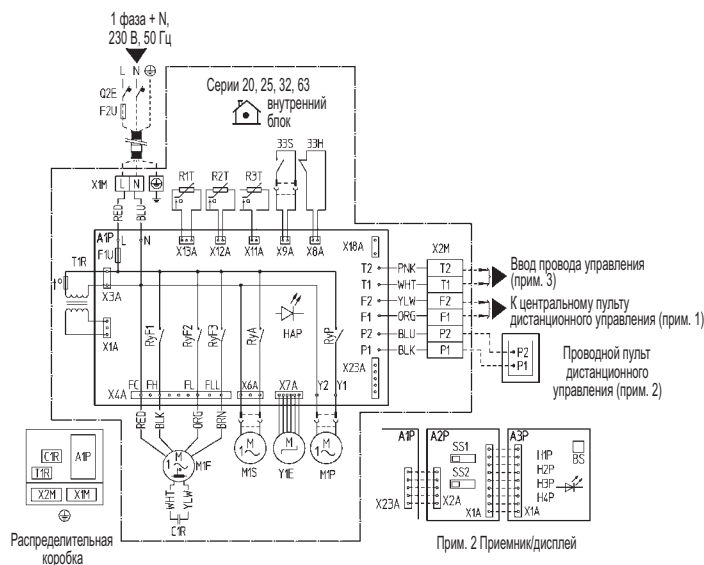 1 фаза + N,
230 В, 50 Гц
L N
Q2E
F2U
Серии 20, 25, 32, 63
внутренний
блок
X1M L N
RED
BLU
R1T R2T R3T 33S 33H
X13A X12A X11A X9A X8A X18A
A1P L N
F1U
T1R
X3A
X1A
RyF1 RyF2 RyF3 RyA RyP
HAP
X23A
X2M
T2 PNK T2
T1 WHT T1
F2 YLW F2
F1 ORG F1
P2 BLU P2
P1 BLK P1
Ввод провода управления
(прим. 3)
К центральному пульту
дистанционного управления (прим. 1)
P2
P1
Проводной пульт
дистанционного
управления (прим. 2)
X4A FC FH FL FLL X6A X7A Y2 Y1
RED BLK ORG BRN
M 1~ M1F
M 1~ M1S
M Y1E
M 1~ M1P
WHT YLW
C1R
C1R
T1R
A1P
X2M X1M
Распределительная
коробка
A1P A2P A3P
SS1
SS2
X23A X2A X1A
BS
H1P
H2P
H3P
H4P
X1A
Прим. 2 Приемник/дисплей